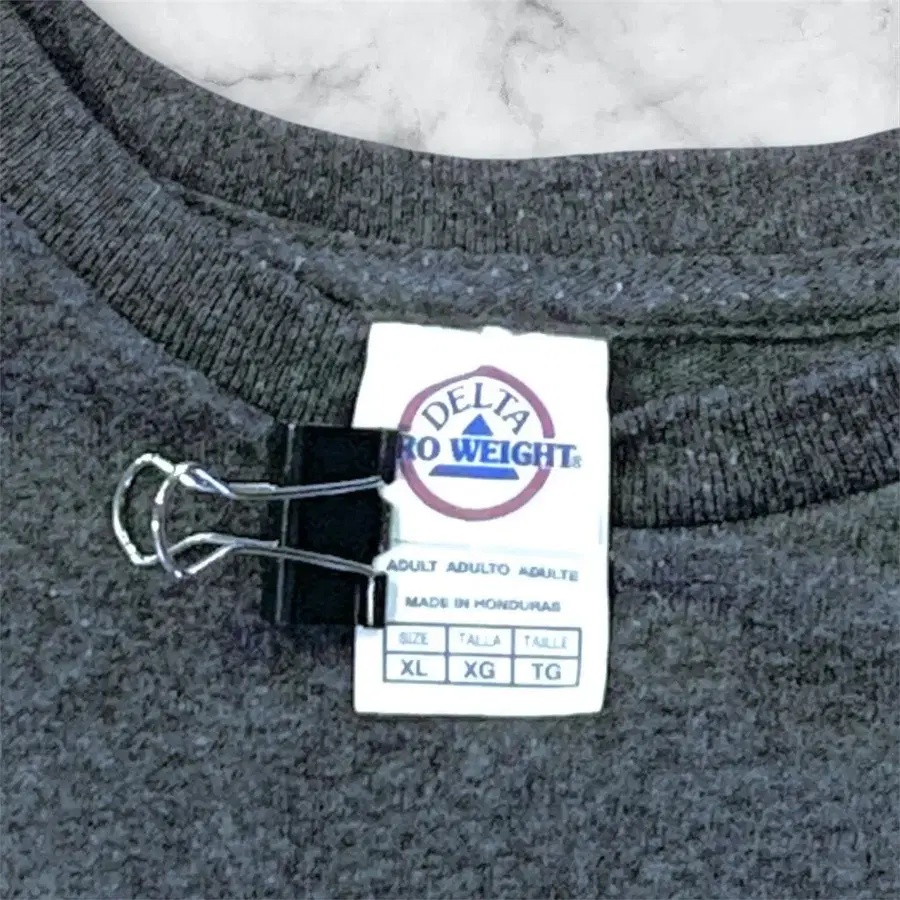 DELTA
RO WEIGHT®
ADULT ADULTO ADULTE
MADE IN HONDURAS
SIZE TALLA TAILLE
XL XG TG